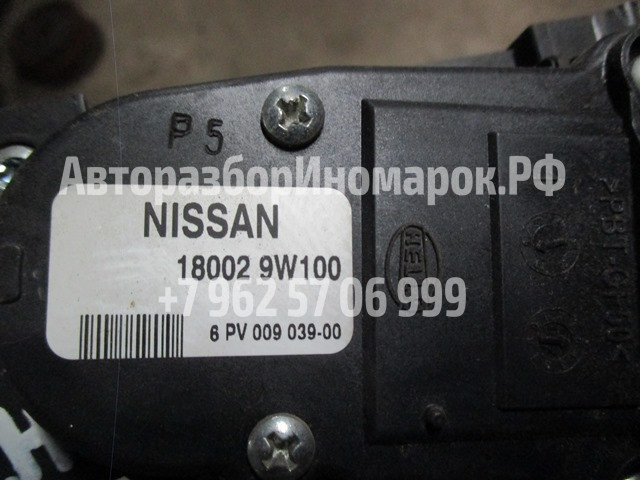 P5
АвторазборИномарок.РФ
NISSAN
18002 9W100
+7 962 57 06 999
6 PV 009 039-00
HELLA